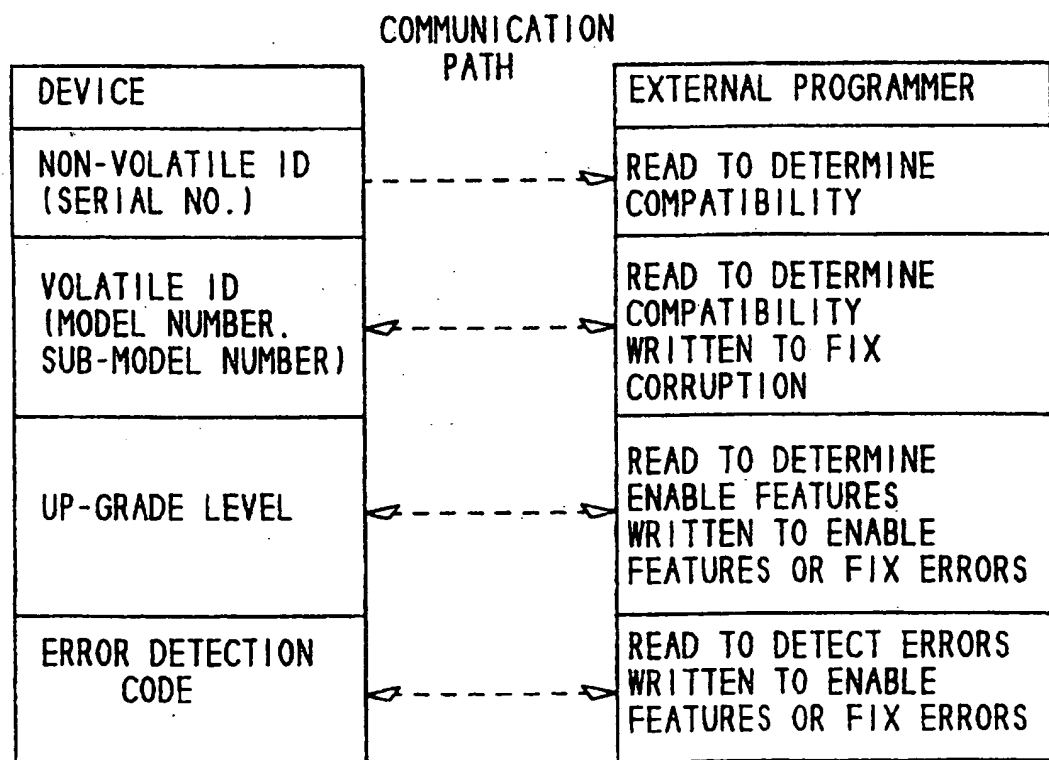 COMMUNICATION
PATH
DEVICE
EXTERNAL PROGRAMMER
NON-VOLATILE ID
(SERIAL NO.)
READ TO DETERMINE
COMPATIBILITY
VOLATILE ID
(MODEL NUMBER.
SUB-MODEL NUMBER)
READ TO DETERMINE
COMPATIBILITY
WRITTEN TO FIX
CORRUPTION
UP-GRADE LEVEL
READ TO DETERMINE
ENABLE FEATURES
WRITTEN TO ENABLE
FEATURES OR FIX ERRORS
ERROR DETECTION
CODE
READ TO DETECT ERRORS
WRITTEN TO ENABLE
FEATURES OR FIX ERRORS